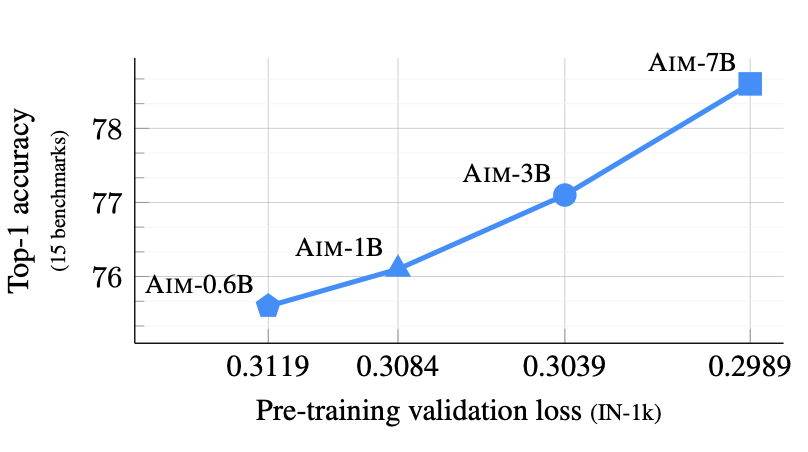 AIM-7B
78
AIM-3B
77
AIM-1B
76
AIM-0.6B
Top-1 accuracy
(15 benchmarks)
0.3119 0.3084 0.3039 0.2989
Pre-training validation loss (IN-1k)